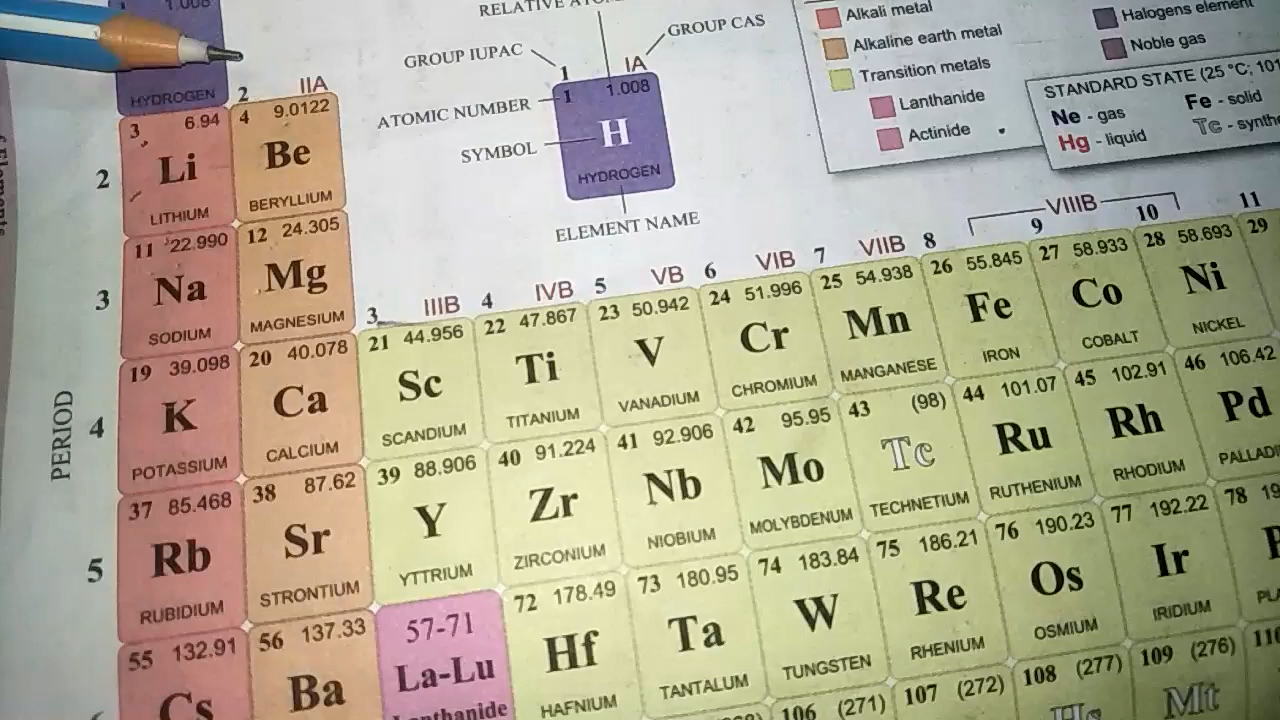 1.008
HYDROGEN
RELATIVE
GROUP IUPAC
GROUP CAS
1 IA
1 1.008
ATOMIC NUMBER
SYMBOL
H
HYDROGEN
ELEMENT NAME
Alkali metal
Alkaline earth metal
Transition metals
Lanthanide
Actinide
Halogens element
Noble gas
STANDARD STATE (25 °C; 101
Ne - gas
Fe - solid
Hg - liquid
Tc - synthe
PERIOD
2 IIA
2
3 6.94
Li
LITHIUM
4 9.0122
Be
BERYLLIUM
3
11 22.990
Na
SODIUM
12 24.305
Mg
MAGNESIUM
3 IIIB 4 IVB 5 VB 6 VIB 7 VIIB 8 VIIIB 9 10 11
4
19 39.098
K
POTASSIUM
20 40.078
Ca
CALCIUM
21 44.956
Sc
SCANDIUM
22 47.867
Ti
TITANIUM
23 50.942
V
VANADIUM
24 51.996
Cr
CHROMIUM
25 54.938
Mn
MANGANESE
26 55.845
Fe
IRON
27 58.933
Co
COBALT
28 58.693
Ni
NICKEL
29
5
37 85.468
Rb
RUBIDIUM
38 87.62
Sr
STRONTIUM
39 88.906
Y
YTTRIUM
40 91.224
Zr
ZIRCONIUM
41 92.906
Nb
NIOBIUM
42 95.95
Mo
MOLYBDENUM
43 (98)
Tc
TECHNETIUM
44 101.07
Ru
RUTHENIUM
45 102.91
Rh
RHODIUM
46 106.42
Pd
PALLADI
55 132.91
Cs
56 137.33
Ba
57-71
La-Lu
72 178.49
Hf
HAFNIUM
73 180.95
Ta
TANTALUM
74 183.84
W
TUNGSTEN
75 186.21
Re
RHENIUM
76 190.23
Os
OSMIUM
77 192.22
Ir
IRIDIUM
78 19
106 (271)
107 (272)
108 (277)
Hs
109 (276)
Mt